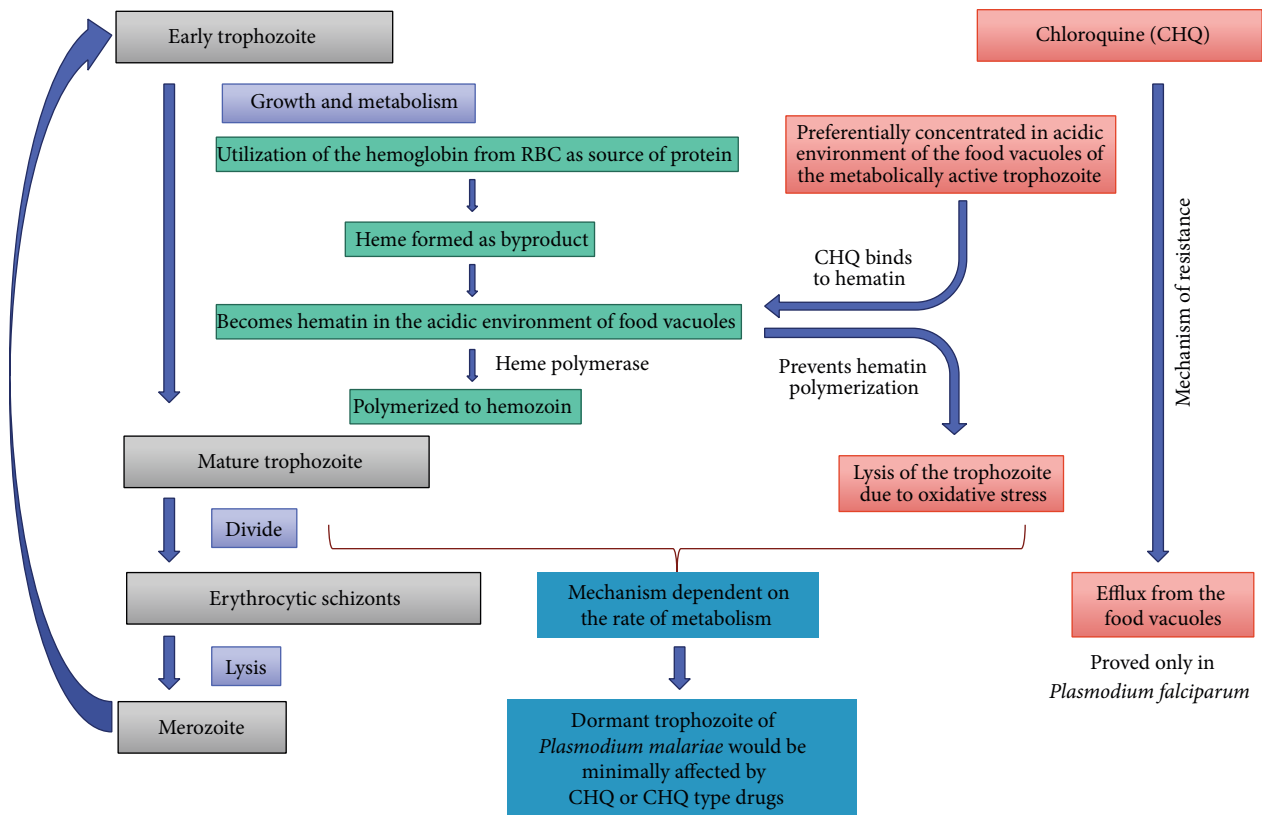 Early trophozoite
Chloroquine (CHQ)
Growth and metabolism
Utilization of the hemoglobin from RBC as source of protein
Preferentially concentrated in acidic
environment of the food vacuoles of
the metabolically active trophozoite
Heme formed as byproduct
CHQ binds
to hematin
Mechanism of resistance
Becomes hematin in the acidic environment of food vacuoles
Heme polymerase
Prevents hematin
polymerization
Polymerized to hemozoin
Mature trophozoite
Lysis of the trophozoite
due to oxidative stress
Divide
Erythrocytic schizonts
Mechanism dependent on
the rate of metabolism
Efflux from the
food vacuoles
Lysis
Proved only in
Plasmodium falciparum
Merozoite
Dormant trophozoite of
Plasmodium malariae would be
minimally affected by
CHQ or CHQ type drugs